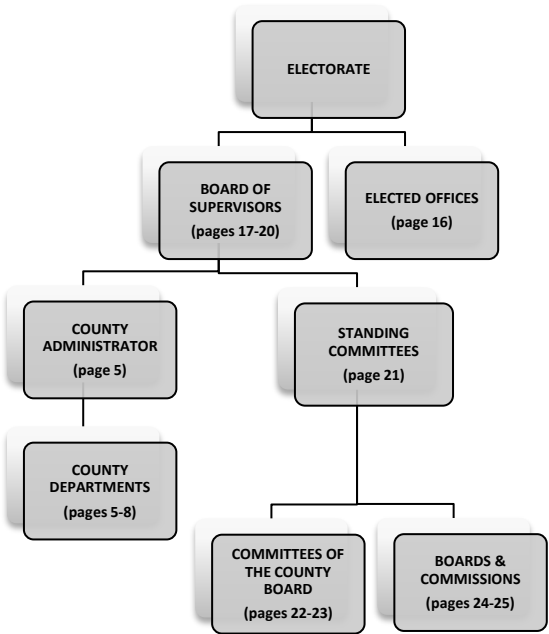 ELECTORATE
BOARD OF
SUPERVISORS
(pages 17-20)
ELECTED OFFICES
(page 16)
COUNTY
ADMINISTRATOR
(page 5)
STANDING
COMMITTEES
(page 21)
COUNTY
DEPARTMENTS
(pages 5-8)
COMMITTEES OF
THE COUNTY
BOARD
(pages 22-23)
BOARDS &
COMMISSIONS
(pages 24-25)